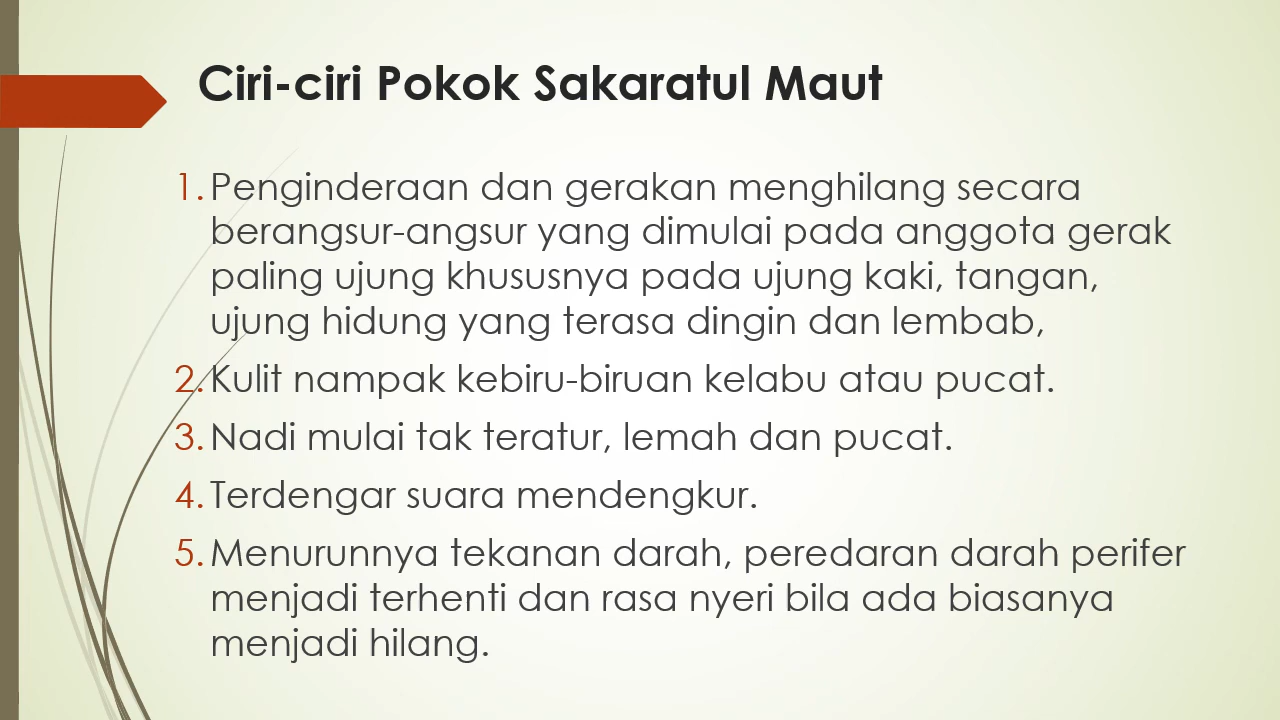 Ciri-ciri Pokok Sakaratul Maut
1. Penginderaan dan gerakan menghilang secara
berangsur-angsur yang dimulai pada anggota gerak
paling ujung khususnya pada ujung kaki, tangan,
ujung hidung yang terasa dingin dan lembab,
2. Kulit nampak kebiru-biruan kelabu atau pucat.
3. Nadi mulai tak teratur, lemah dan pucat.
4. Terdengar suara mendengkur.
5. Menurunnya tekanan darah, peredaran darah perifer
menjadi terhenti dan rasa nyeri bila ada biasanya
menjadi hilang.